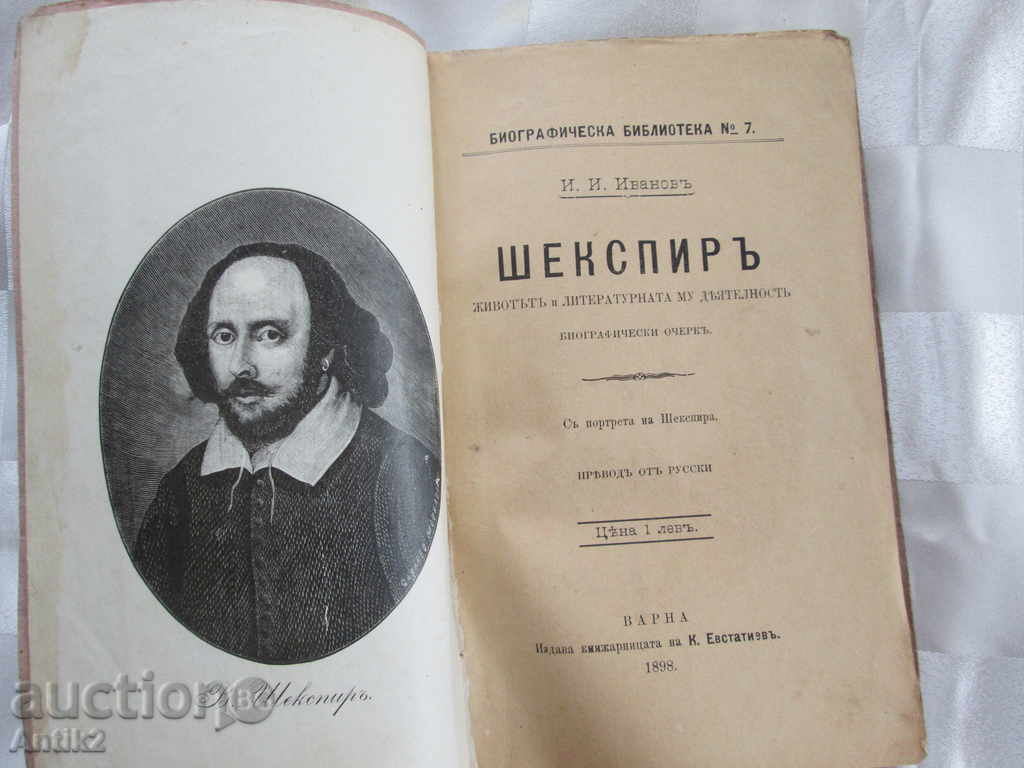 В. Шекспиръ.
auction.bg
Antik2
БИОГРАФИЧЕСКА БИБЛИОТЕКА № 7.
И. И. Ивановъ
ШЕКСПИРЪ
ЖИВОТЪТЪ и ЛИТЕРАТУРНАТА МУ ДѢЯТЕЛНОСТЬ
БИОГРАФИЧЕСКИ ОЧЕРКЪ.
Съ портрета на Шекспира.
ПРѢВОДЪ ОТЪ РУССКИ
Цѣна 1 левъ.
ВАРНА
Издава книжарницата на К. Евстатиевъ.
1898.